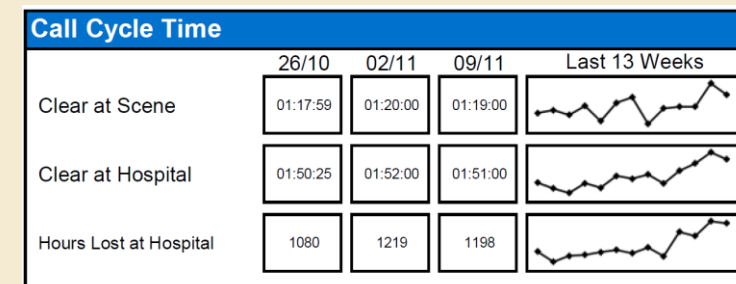 Call Cycle Time
26/10 02/11 09/11 Last 13 Weeks
Clear at Scene 01:17:59 01:20:00 01:19:00
Clear at Hospital 01:50:25 01:52:00 01:51:00
Hours Lost at Hospital 1080 1219 1198